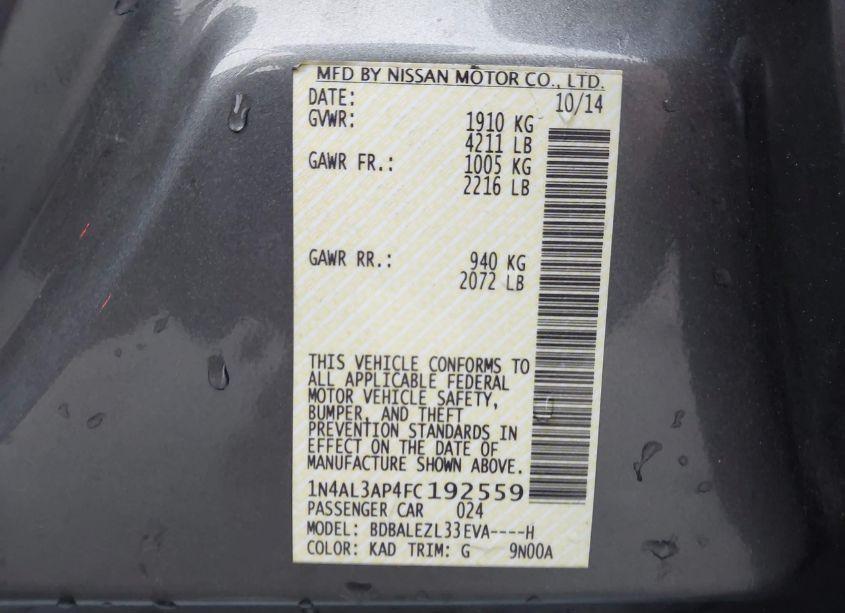 MFD BY NISSAN MOTOR CO., LTD.
DATE: 10/14
GVWR: 1910 KG
4211 LB
GAWR FR.: 1005 KG
2216 LB
GAWR RR.: 940 KG
2072 LB
THIS VEHICLE CONFORMS TO
ALL APPLICABLE FEDERAL
MOTOR VEHICLE SAFETY,
BUMPER, AND THEFT
PREVENTION STANDARDS IN
EFFECT ON THE DATE OF
MANUFACTURE SHOWN ABOVE.
1N4AL3AP4FC192559
PASSENGER CAR 024
MODEL: BDBALEZL33EVA----H
COLOR: KAD TRIM: G 9N00A